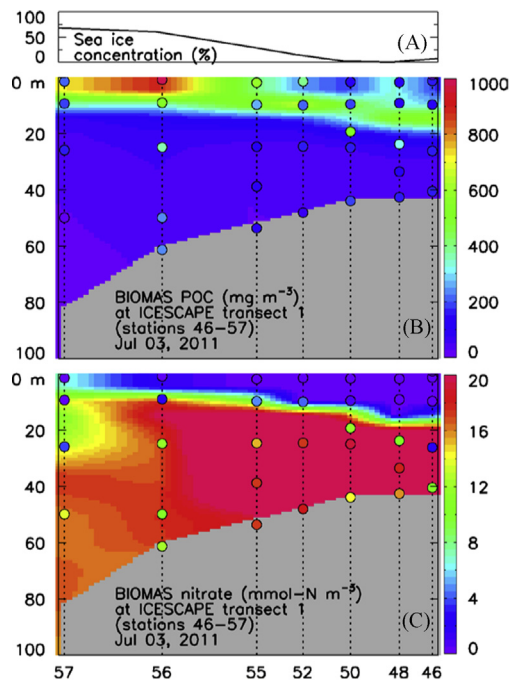 100
50
0
Sea ice
concentration (%)
(A)
0 m
20
40
60
80
100
BIOMAS POC (mg m⁻³)
at ICESCAPE transect 1
(stations 46–57)
Jul 03, 2011
(B)
1000
800
600
400
200
0
0 m
20
40
60
80
100
BIOMAS nitrate (mmol–N m⁻³)
at ICESCAPE transect 1
(stations 46–57)
Jul 03, 2011
(C)
20
16
12
8
4
0
57 56 55 52 50 48 46